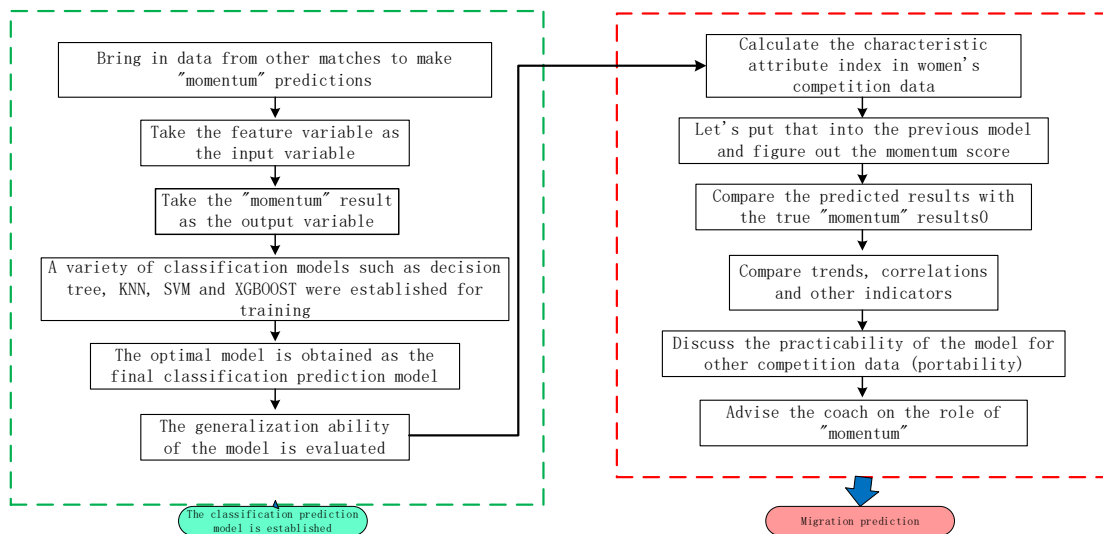 Bring in data from other matches to make
"momentum" predictions
Take the feature variable as
the input variable
Take the "momentum" result
as the output variable
A variety of classification models such as decision
tree, KNN, SVM and XGBOOST were established for
training
The optimal model is obtained as the
final classification prediction model
The generalization ability
of the model is evaluated
The classification prediction
model is established
Calculate the characteristic
attribute index in women's
competition data
Let's put that into the previous model
and figure out the momentum score
Compare the predicted results with
the true "momentum" results0
Compare trends, correlations
and other indicators
Discuss the practicability of the model for
other competition data (portability)
Advise the coach on the role of
"momentum"
Migration prediction